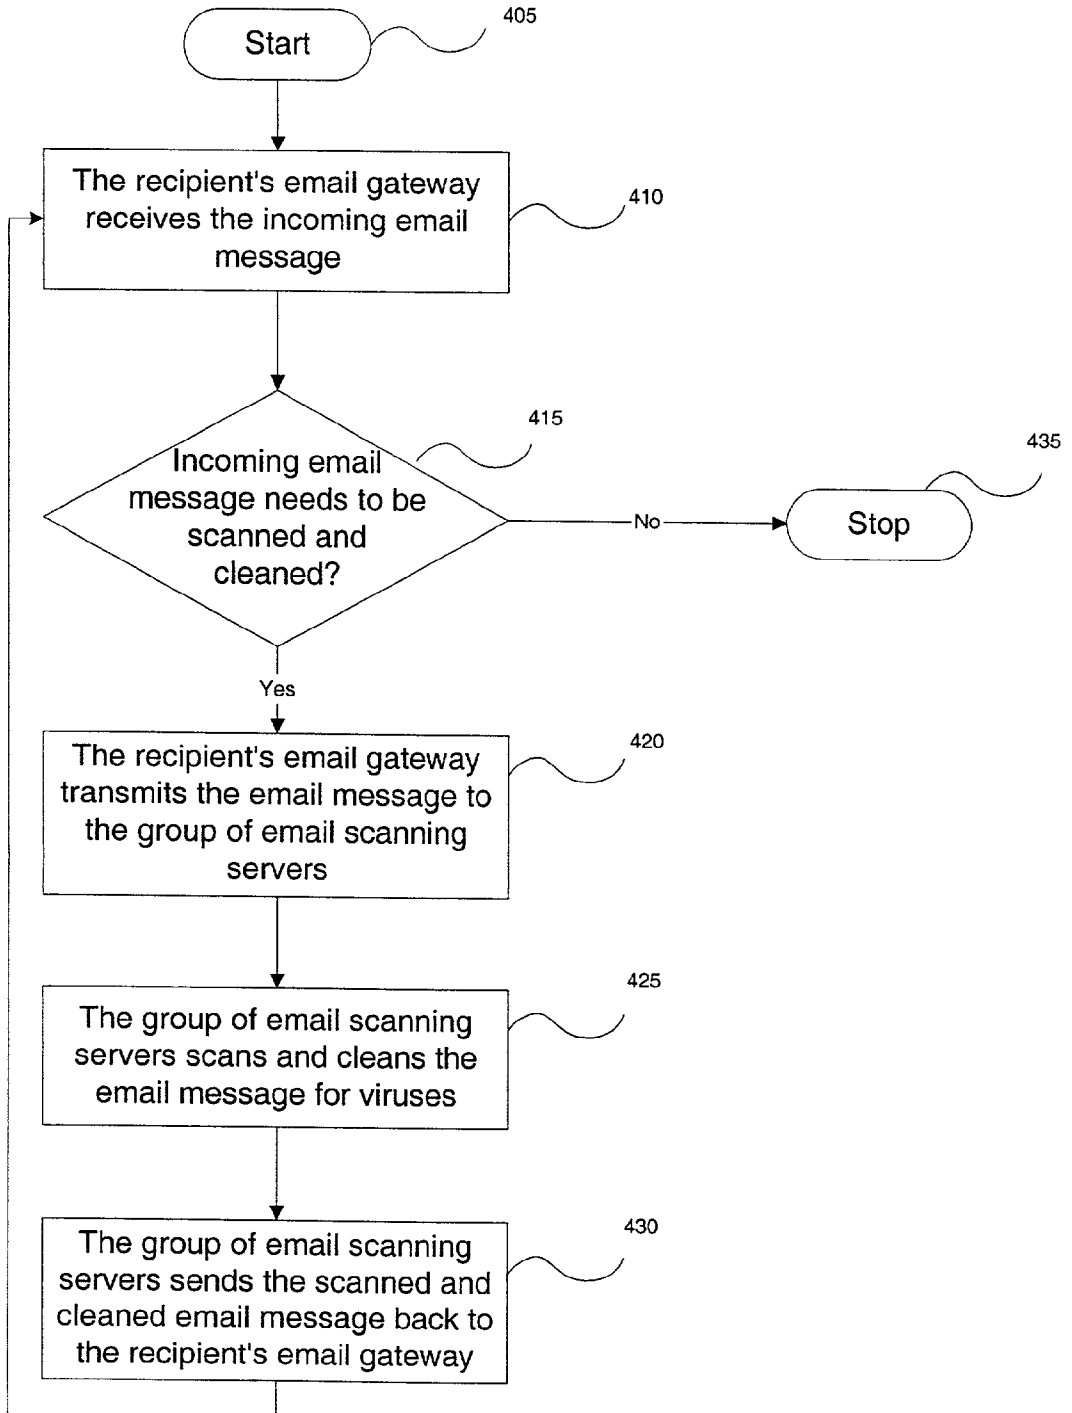 Start
405
The recipient's email gateway
receives the incoming email
message
410
Incoming email
message needs to be
scanned and
cleaned?
415
No
Stop
435
Yes
The recipient's email gateway
transmits the email message to
the group of email scanning
servers
420
The group of email scanning
servers scans and cleans the
email message for viruses
425
The group of email scanning
servers sends the scanned and
cleaned email message back to
the recipient's email gateway
430